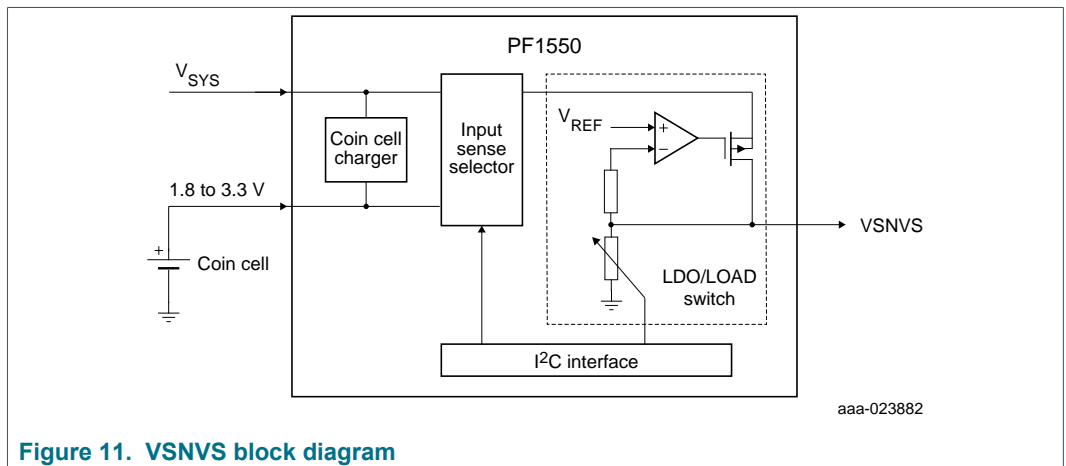 PF1550
VSYS
Coin cell
charger
Input
sense
selector
VREF
+
−
1.8 to 3.3 V
+
Coin cell
VSNVS
LDO/LOAD
switch
I2C interface
aaa-023882
Figure 11. VSNVS block diagram